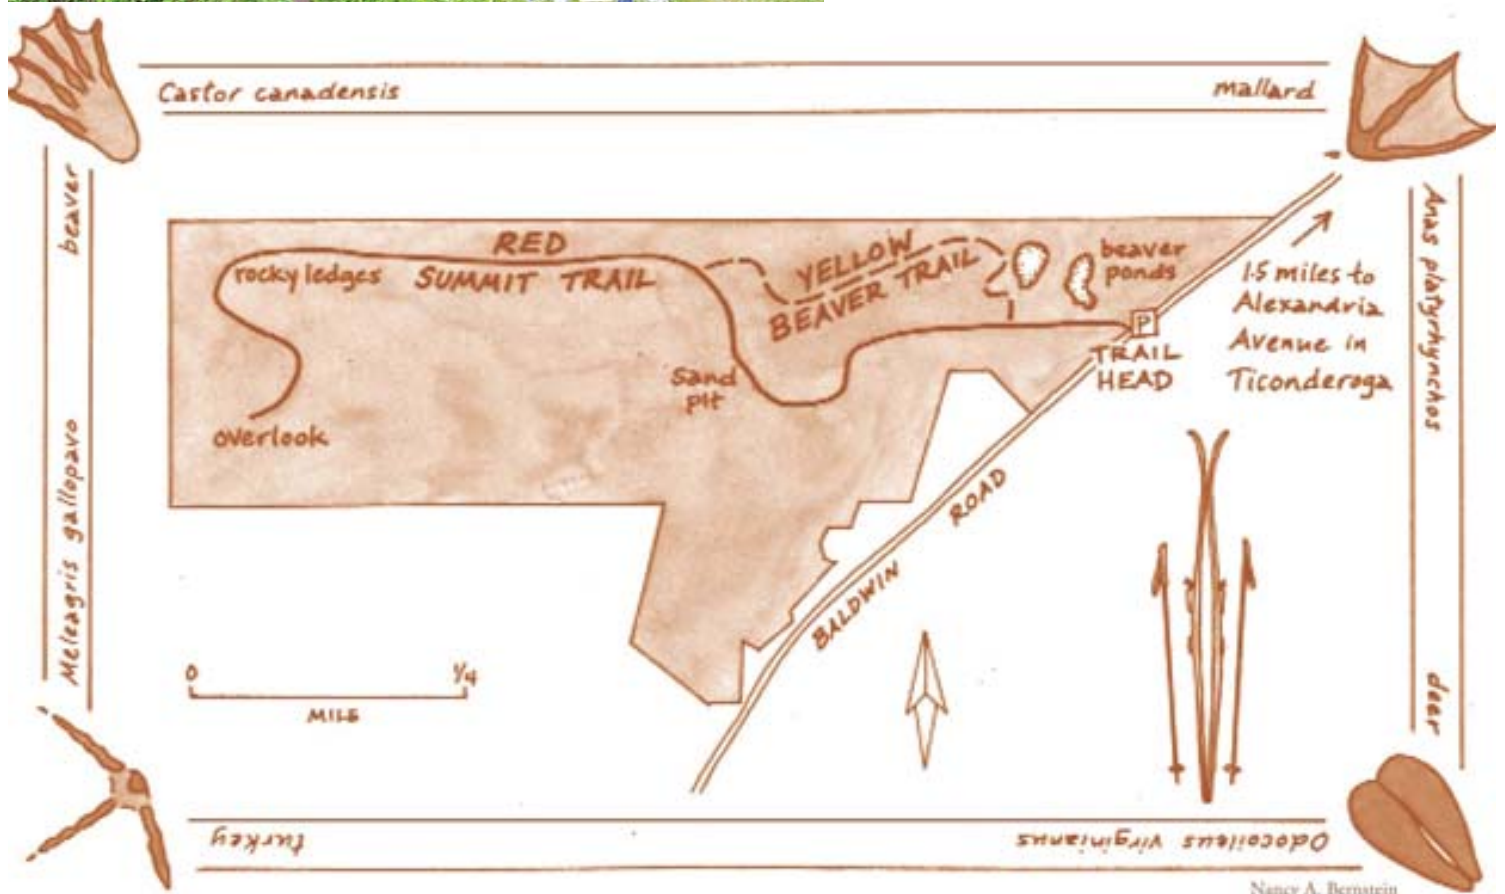 Castor canadensis
mallard
beaver
Anas platyrhynchos
RED
SUMMIT TRAIL
rocky ledges
YELLOW
BEAVER TRAIL
beaver
ponds
1.5 miles to
Alexandria
Avenue in
Ticonderoga
P
TRAIL
HEAD
Sand
pit
overlook
ROAD
BALDWIN
Meleagris gallopavo
0
1/4
MILE
deer
turkey
Odocoileus virginianus
Nancy A. Bernstein